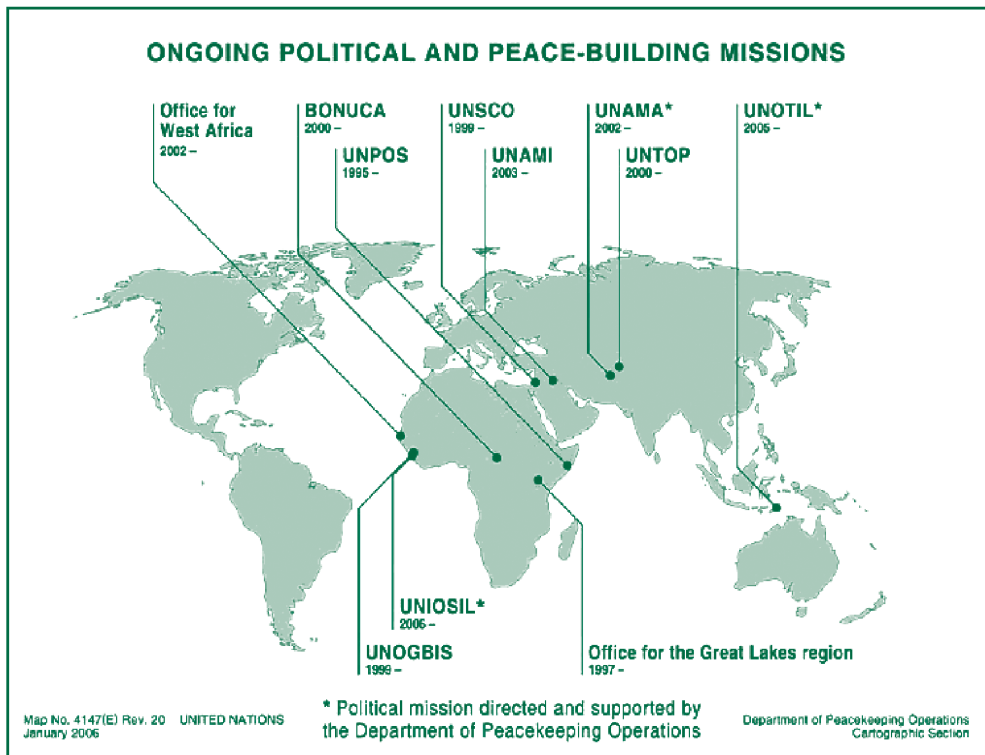 ONGOING POLITICAL AND PEACE-BUILDING MISSIONS
Office for
West Africa
2002 –
BONUCA
2000 –
UNSCO
1999 –
UNAMA*
2002 –
UNOTIL*
2005 –
UNPOS
1995 –
UNAMI
2003 –
UNTOP
2000 –
UNIOSIL*
2006 –
UNOGBIS
1999 –
Office for the Great Lakes region
1997 –
* Political mission directed and supported by
the Department of Peacekeeping Operations
Map No. 4147(E) Rev. 20 UNITED NATIONS
January 2006
Department of Peacekeeping Operations
Cartographic Section